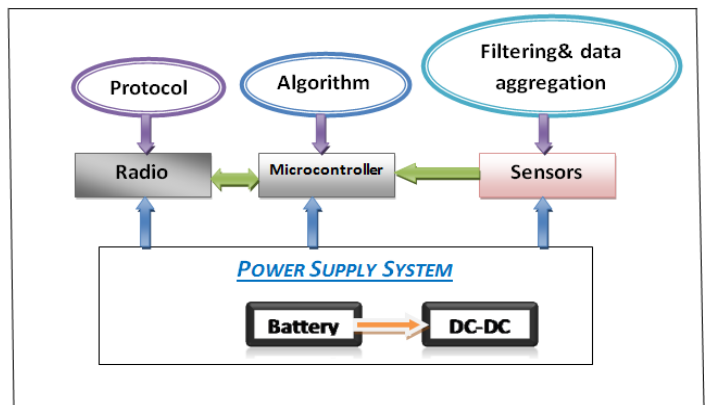 Protocol
Algorithm
Filtering& data
aggregation
Radio
Microcontroller
Sensors
POWER SUPPLY SYSTEM
Battery
DC-DC